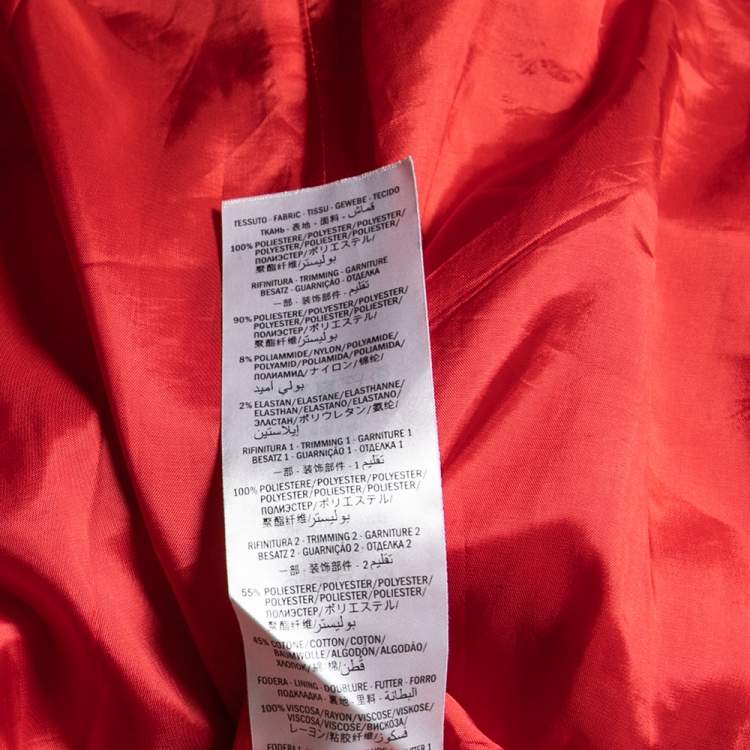 TESSUTO - FABRIC - TISSU - GEWEBE - TECIDO
ТКАНЬ - 表地 - 面料 - قماش
100% POLIESTERE/POLYESTER/POLYESTER/
POLYESTER/POLIESTER/POLIÉSTER/
ПОЛИЭСТЕР/ポリエステル/
聚酯纤维/بوليستر
RIFINITURA - TRIMMING - GARNITURE
BESATZ - GUARNIÇÃO - ОТДЕЛКА
一部 - 装饰部件 - تقليم
90% POLIESTERE/POLYESTER/POLYESTER/
POLYESTER/POLIESTER/POLIÉSTER/
ПОЛИЭСТЕР/ポリエステル/
聚酯纤维/بوليستر
8% POLIAMMIDE/NYLON/POLYAMIDE/
POLYAMID/POLIAMIDA/POLIAMIDA/
ПОЛИАМИД/ナイロン/锦纶/
بولي أميد
2% ELASTAN/ELASTANE/ELASTHANNE/
ELASTHAN/ELASTANO/ELASTANO/
ЭЛАСТАН/ポリウレタン/氨纶/
إيلاستين
RIFINITURA 1 - TRIMMING 1 - GARNITURE 1
BESATZ 1 - GUARNIÇÃO 1 - ОТДЕЛКА 1
一部 - 装饰部件 - 1 تقليم
100% POLIESTERE/POLYESTER/POLYESTER/
POLYESTER/POLIESTER/POLIESTER/
ПОЛИЭСТЕР/ポリエステル/
聚酯纤维/بوليستر
RIFINITURA 2 - TRIMMING 2 - GARNITURE 2
BESATZ 2 - GUARNIÇÃO 2 - ОТДЕЛКА 2
一部 - 装饰部件 - 2 تقليم
55% POLIESTERE/POLYESTER/POLYESTER/
POLYESTER/POLIESTER/POLIÉSTER/
ПОЛИЭСТЕР/ポリエステル/
聚酯纤维/بوليستر
45% COTONE/COTTON/COTON/
BAUMWOLLE/ALGODÓN/ALGODÃO/
ХЛОПОК/綿/棉/قطن
FODERA - LINING - DOUBLURE - FUTTER - FORRO
ПОДКЛАДКА - 裏地 - 里料 - البطانة
100% VISCOSA/RAYON/VISCOSE/VISKOSE/
VISCOSA/VISCOSE/ВИСКОЗА/
レーヨン/粘胶纤维/فسكوز
FODERA 1 - LINING 1 - DOUBLURE 1